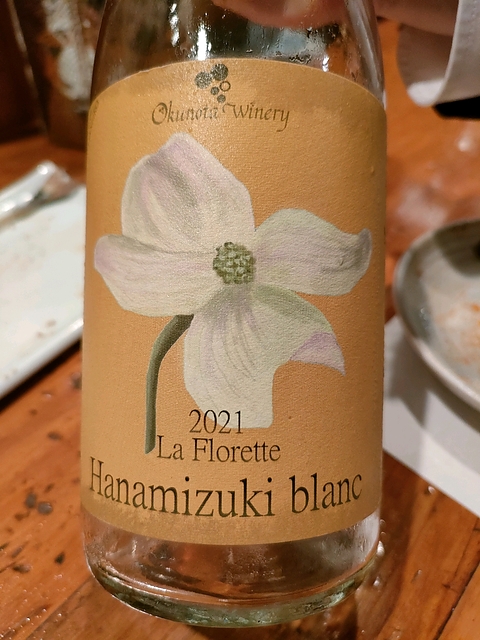 Okunota Winery
2021
La Florette
Hanamizuki blanc